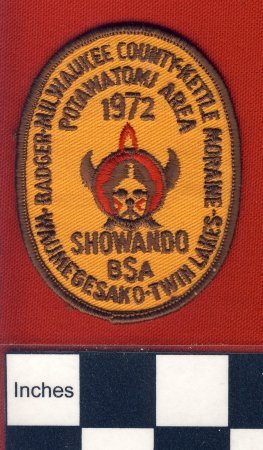 WAUMEGESAKO·BADGER·MILWAUKEE COUNTY·KETTLE MORAINE·TWIN LAKES·
POTAWATOMI AREA
1972
SHOWANDO
BSA
Inches